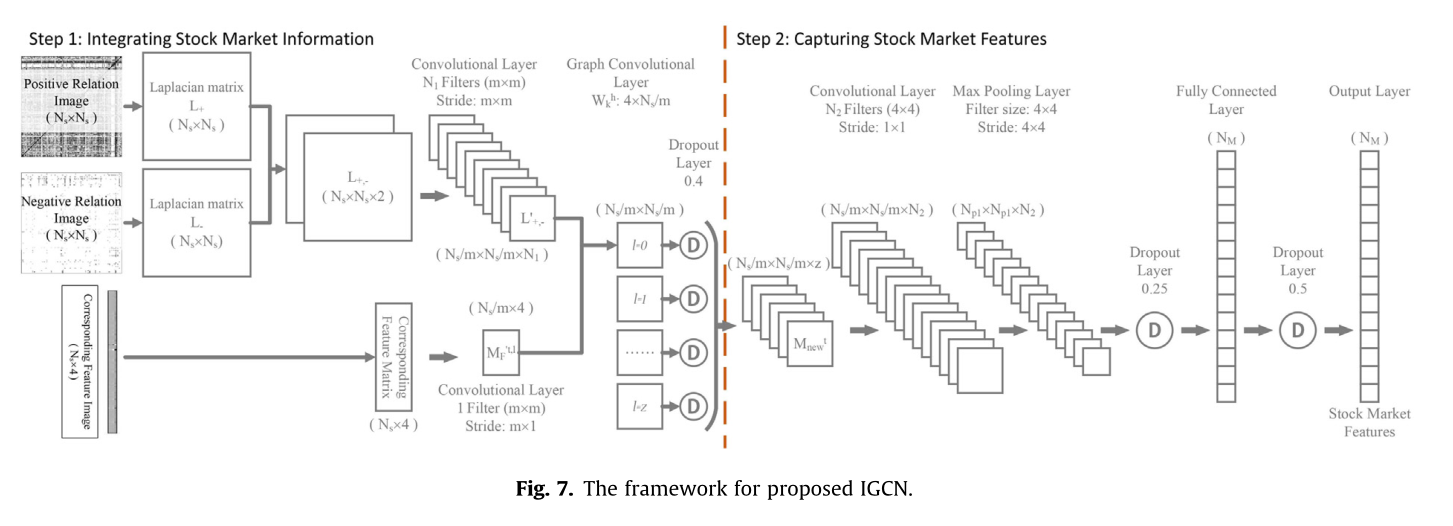 Step 1: Integrating Stock Market Information
Positive Relation
Image
( Nₛ×Nₛ )
Laplacian matrix
L₊
( Nₛ×Nₛ )
Negative Relation
Image
( Nₛ×Nₛ )
Laplacian matrix
L₋
( Nₛ×Nₛ)
L₊,₋
( Nₛ×Nₛ×2 )
Convolutional Layer
N₁ Filters (m×m)
Stride: m×m
L'₊,₋
( Nₛ/m×Nₛ/m×N₁ )
Corresponding Feature Image
( Nₛ×4)
Corresponding
Feature Matrix
( Nₛ×4 )
( Nₛ/m×4 )
M_F'ᵗ,ˡ
Convolutional Layer
1 Filter (m×m)
Stride: m×1
Graph Convolutional
Layer
Wₖʰ: 4×Nₛ/m
Dropout
Layer
0.4
( Nₛ/m×Nₛ/m )
l=0
D
l=1
D
......
D
l=z
D
Step 2: Capturing Stock Market Features
( Nₛ/m×Nₛ/m×z )
M_newᵗ
Convolutional Layer
N₂ Filters (4×4)
Stride: 1×1
( Nₛ/m×Nₛ/m×N₂ )
Max Pooling Layer
Filter size: 4×4
Stride: 4×4
( Nₚ₁×Nₚ₁×N₂ )
Dropout
Layer
0.25
D
Fully Connected
Layer
( N_M )
Dropout
Layer
0.5
D
Output Layer
( N_M )
Stock Market
Features
Fig. 7. The framework for proposed IGCN.